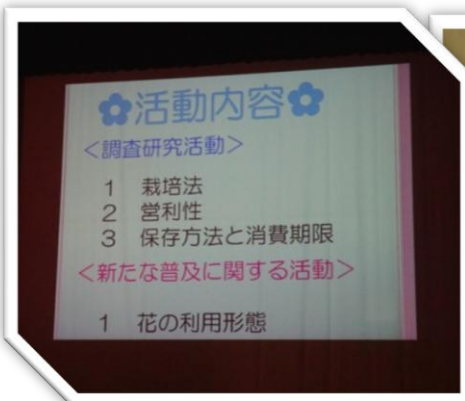 ✿活動内容✿
＜調査研究活動＞
1 栽培法
2 営利性
3 保存方法と消費期限
＜新たな普及に関する活動＞
1 花の利用形態